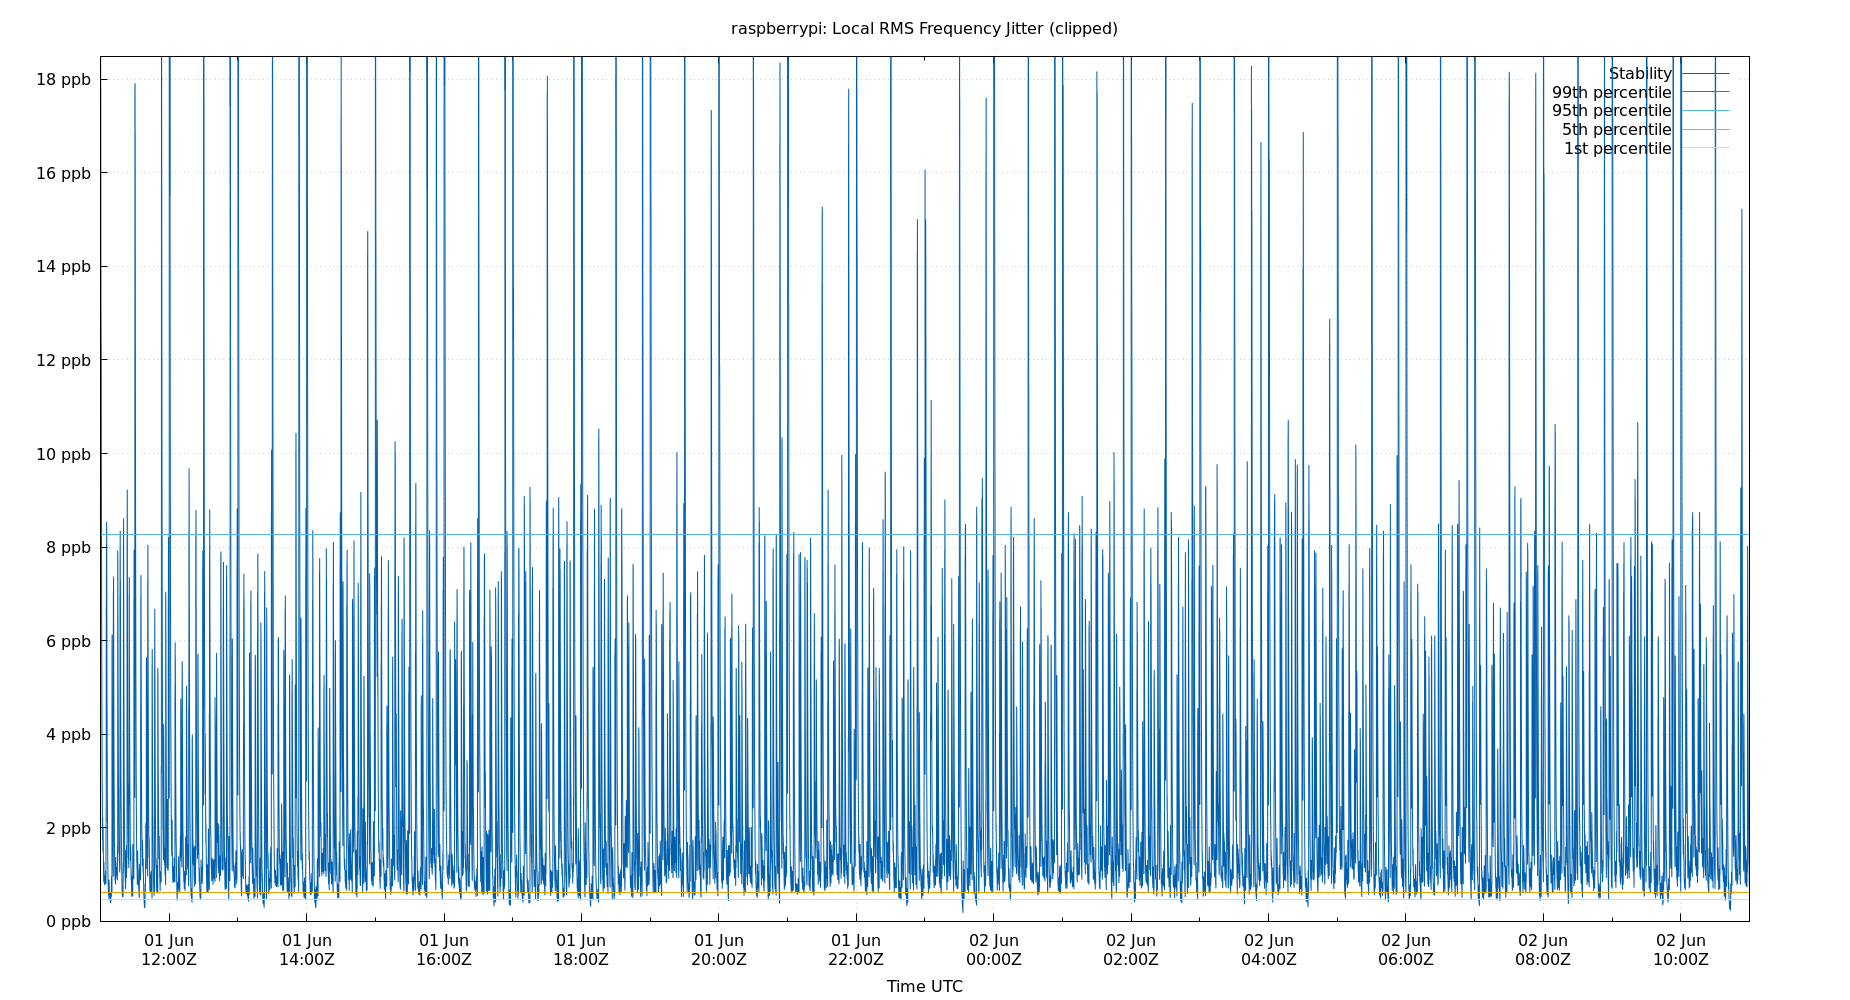 raspberrypi: Local RMS Frequency Jitter (clipped)
18 ppb
16 ppb
14 ppb
12 ppb
10 ppb
8 ppb
6 ppb
4 ppb
2 ppb
0 ppb
Stability
99th percentile
95th percentile
5th percentile
1st percentile
01 Jun 01 Jun 01 Jun 01 Jun 01 Jun 01 Jun 02 Jun 02 Jun 02 Jun 02 Jun 02 Jun 02 Jun
12:00Z 14:00Z 16:00Z 18:00Z 20:00Z 22:00Z 00:00Z 02:00Z 04:00Z 06:00Z 08:00Z 10:00Z
Time UTC